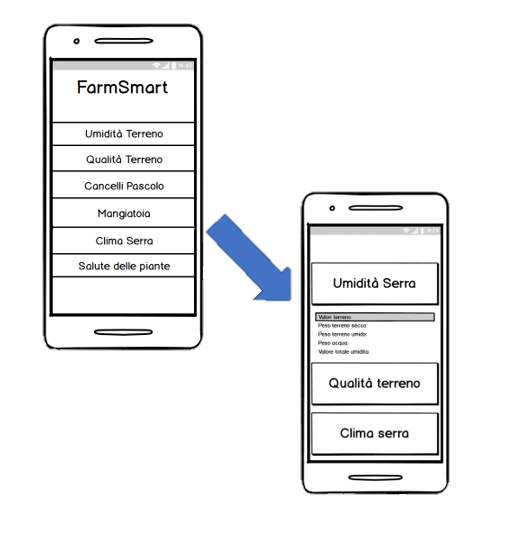 FarmSmart
Umidità Terreno
Qualità Terreno
Cancelli Pascolo
Mangiatoia
Clima Serra
Salute delle piante
Umidità Serra
Valori terreno
Peso terreno secco:
Peso terreno umido:
Peso acqua:
Valore totale umidita:
Qualità terreno
Clima serra